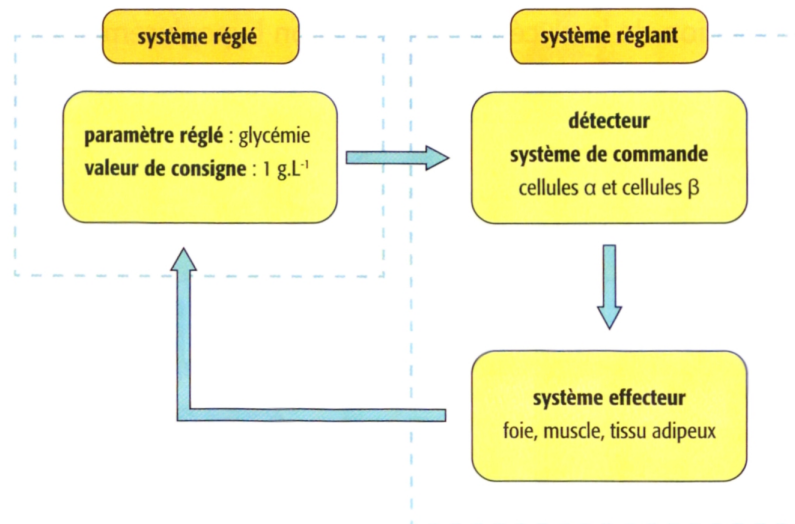 système réglé
système réglant
paramètre réglé : glycémie
valeur de consigne : 1 g.L⁻¹
détecteur
système de commande
cellules α et cellules β
système effecteur
foie, muscle, tissu adipeux